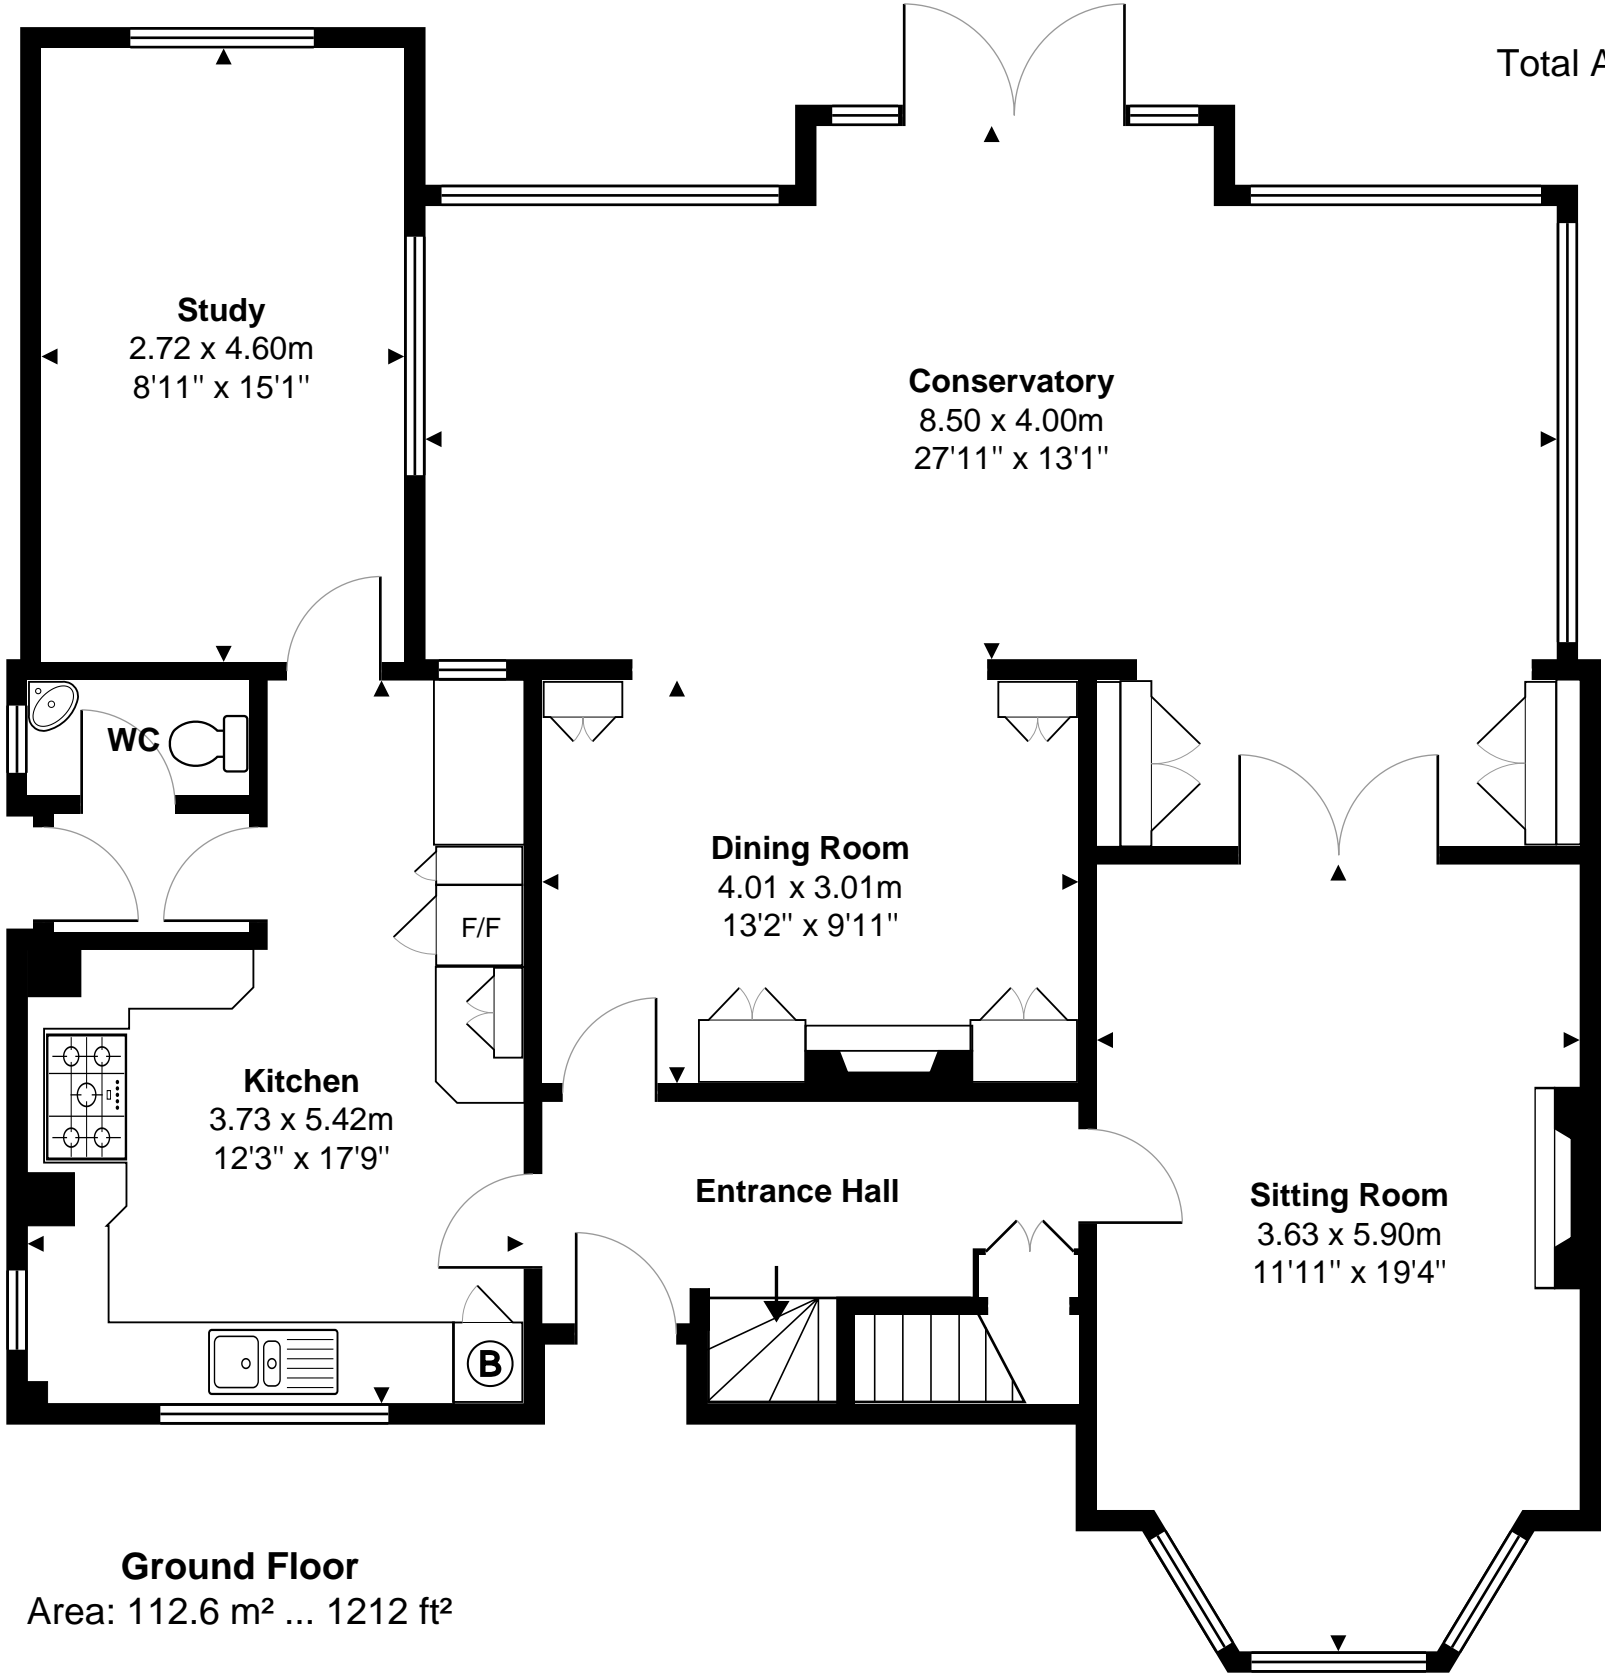 Total A
Study
2.72 x 4.60m
8'11" x 15'1"
Conservatory
8.50 x 4.00m
27'11" x 13'1"
WC
Dining Room
4.01 x 3.01m
13'2" x 9'11"
F/F
Kitchen
3.73 x 5.42m
12'3" x 17'9"
Entrance Hall
Sitting Room
3.63 x 5.90m
11'11" x 19'4"
B
Ground Floor
Area: 112.6 m² ... 1212 ft²